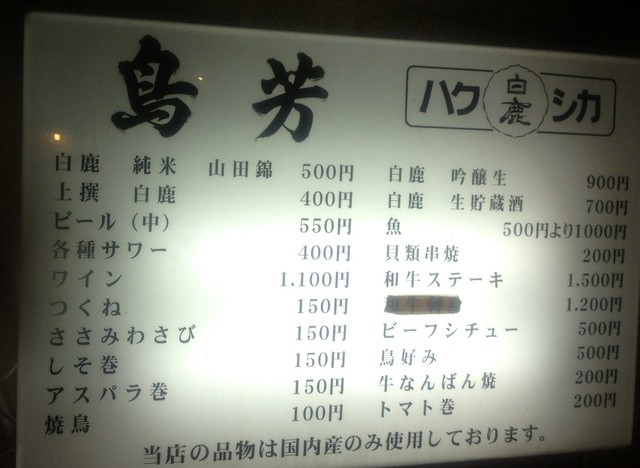 鳥芳
ハク 白鹿 シカ
白鹿 純米 山田錦 500円
上撰 白鹿 400円
ビール(中) 550円
各種サワー 400円
ワイン 1.100円
つくね 150円
ささみわさび 150円
しそ巻 150円
アスパラ巻 150円
焼鳥 100円
白鹿 吟醸生 900円
白鹿 生貯蔵酒 700円
魚 500円より1000円
貝類串焼 200円
和牛ステーキ 1.500円
1.200円
ビーフシチュー 500円
鳥好み 500円
牛なんばん焼 200円
トマト巻 200円
当店の品物は国内産のみ使用しております。